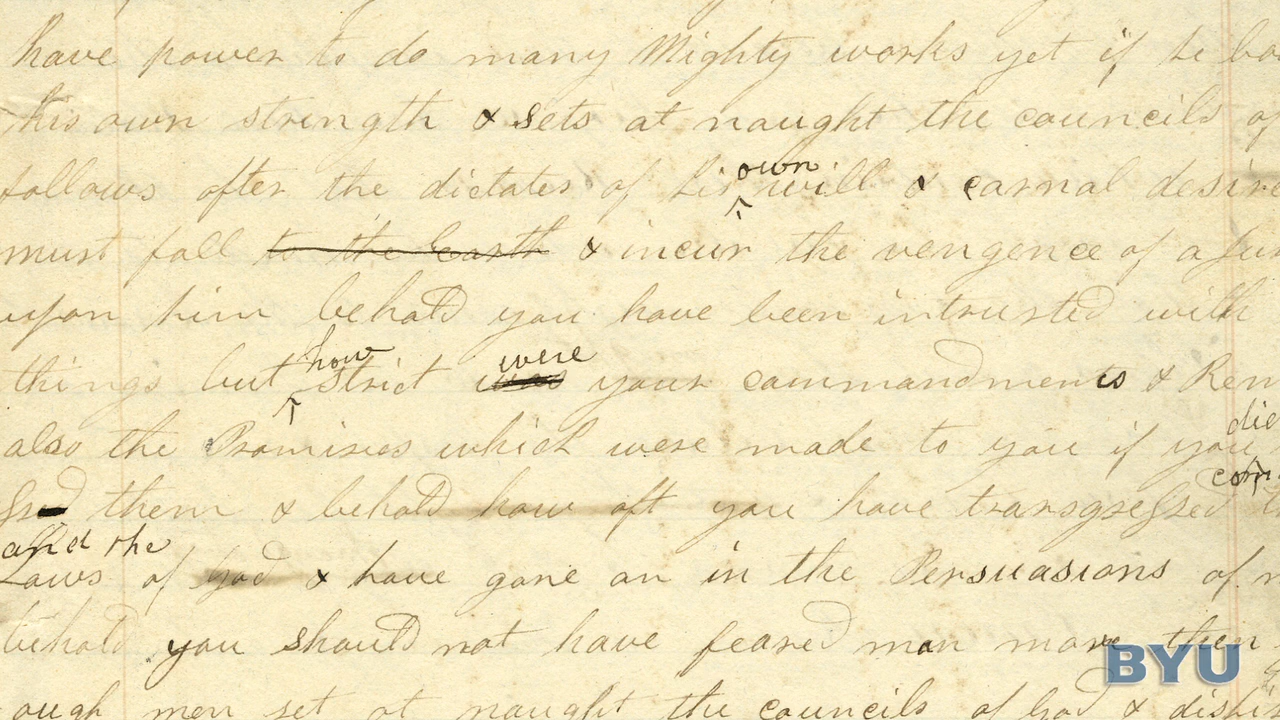 have power to do many Mighty works yet if he
his own strength & sets at naught the councils of
follows after the dictates of his own will & carnal desire
must fall to the Earth & incur the vengence of a
upon him behold you have been intrusted with
things but how strict was were your commandments & Rem
also the Promises which were made to you if you
did
them & behold how oft you have transgressed
com
and the
Laws of God & have gone on in the Persuasions of
behold you should not have feared man more then
ough men set at naught the councils of God &
BYU